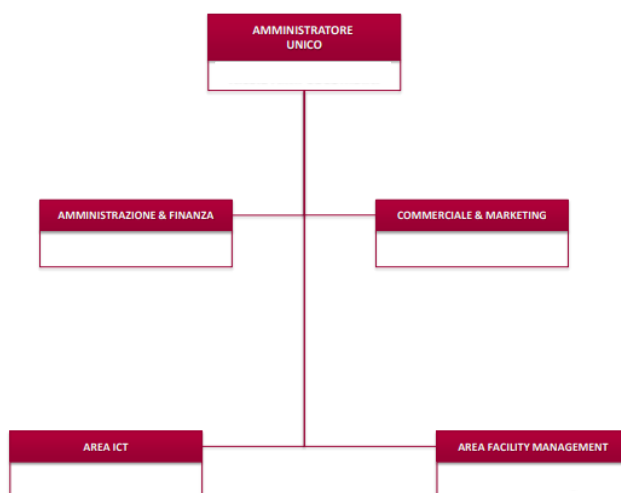 AMMINISTRATORE
UNICO
AMMINISTRAZIONE & FINANZA
COMMERCIALE & MARKETING
AREA ICT
AREA FACILITY MANAGEMENT